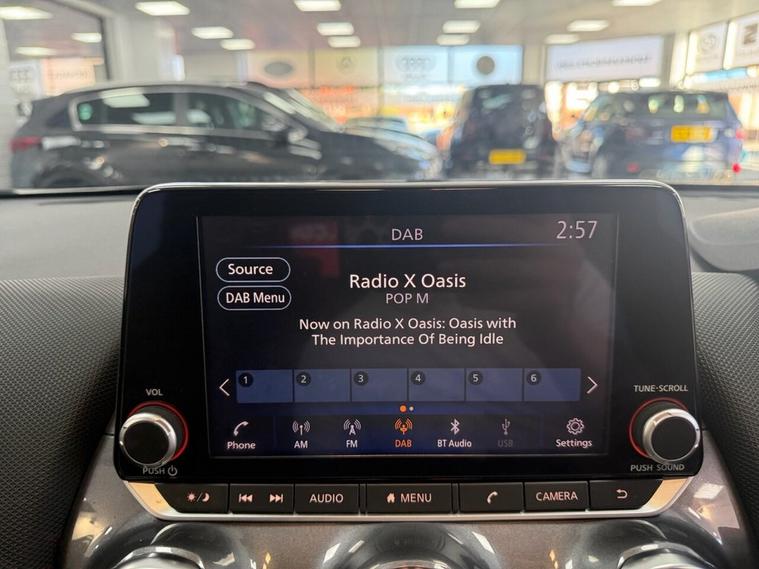 DAB
2:57
Source
DAB Menu
Radio X Oasis
POP M
Now on Radio X Oasis: Oasis with
The Importance Of Being Idle
1 2 3 4 5 6
VOL
TUNE·SCROLL
Phone AM FM DAB BT Audio USB Settings
PUSH
PUSH SOUND
AUDIO MENU CAMERA